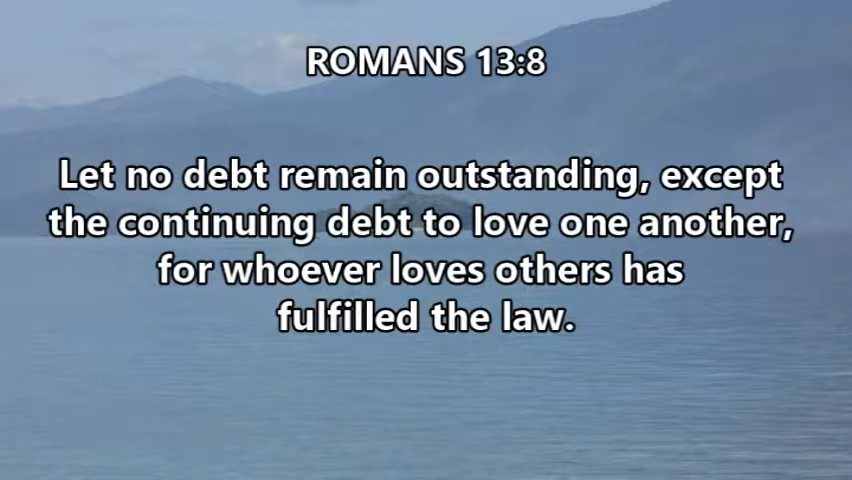 ROMANS 13:8
Let no debt remain outstanding, except
the continuing debt to love one another,
for whoever loves others has
fulfilled the law.